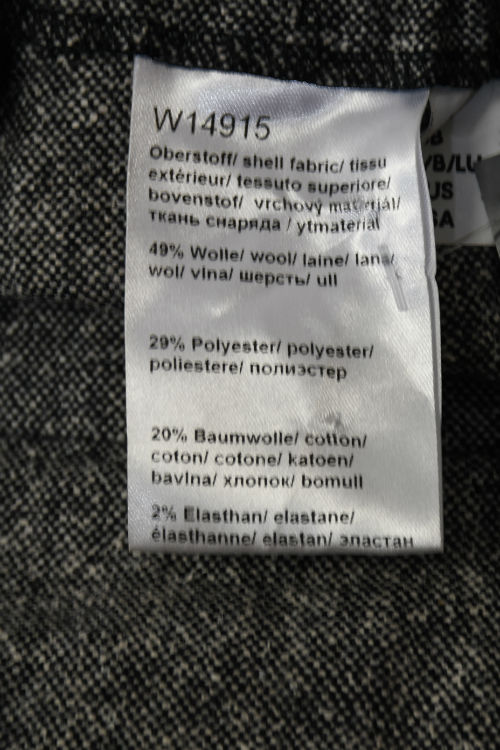 W14915
Oberstoff/ shell fabric/ tissu
extérieur/ tessuto superiore/
bovenstof/ vrchový materjál/
ткань снаряда / ytmaterial
49% Wolle/ wool/ laine/ lana/
wol/ vlna/ шерсть/ ull
29% Polyester/ polyester/
poliestere/ полиэстер
20% Baumwolle/ cotton/
coton/ cotone/ katoen/
bavlna/ хлопок/ bomull
2% Elasthan/ elastane/
élasthanne/ elastan/ эластан